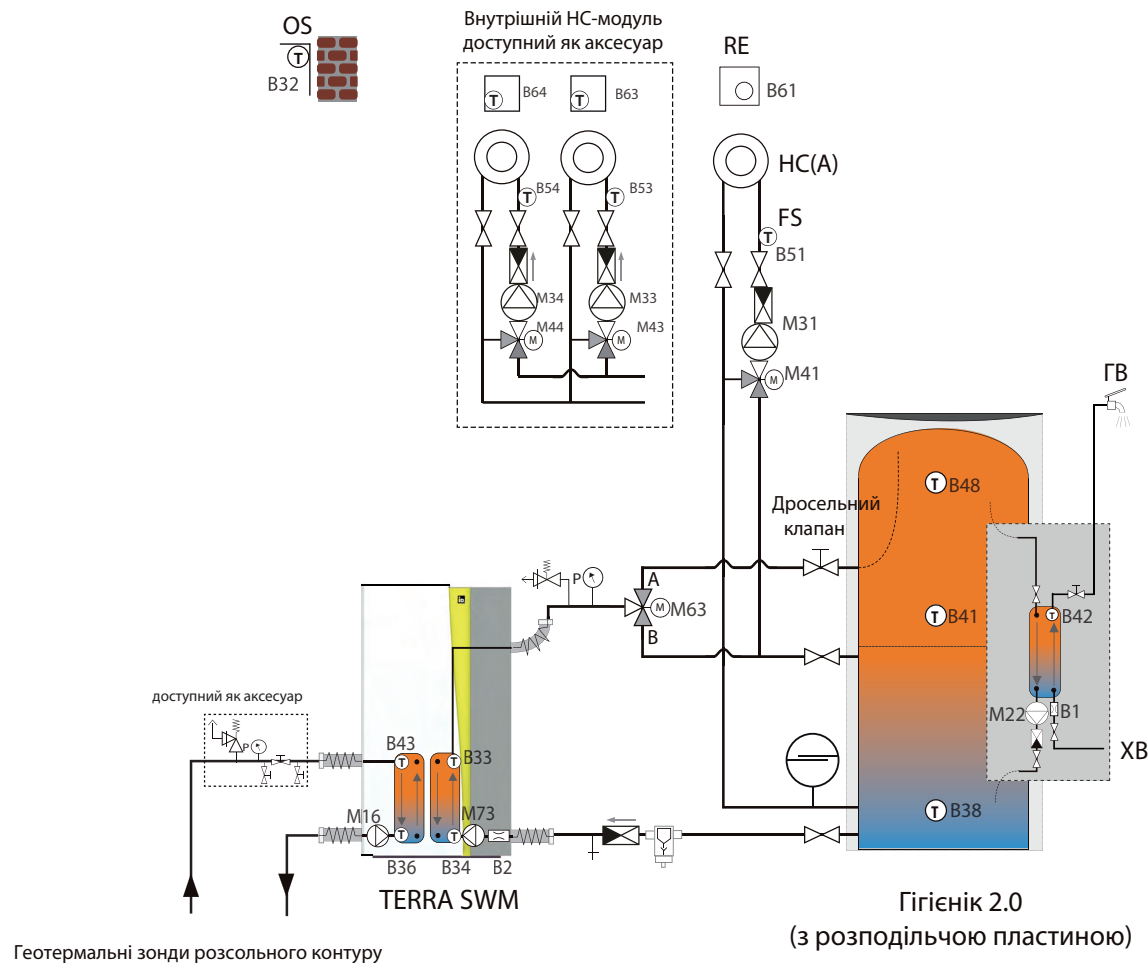 OS
T
B32
Внутрішній HC-модуль
доступний як аксесуар
T
B64
T
B63
RE
B61
HC(A)
T
B54
T
B53
FS
T
B51
M34
M33
M31
M44
M
M43
M
M41
M
ГВ
T
B48
Дросельний
клапан
P
A
M
M63
B
T
B41
T
B42
M22
B1
ХВ
доступний як аксесуар
P
B43
T
T
B33
M16
T
T
M73
B36
B34
B2
T
B38
TERRA SWM
Гігієнік 2.0
(з розподільчою пластиною)
Геотермальні зонди розсольного контуру